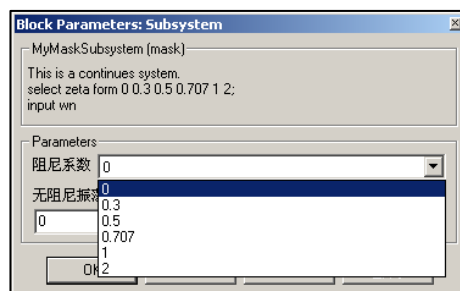 Block Parameters: Subsystem
MyMaskSubsystem (mask)
This is a continues system.
select zeta form 0 0.3 0.5 0.707 1 2;
input wn
Parameters
阻尼系数 0
0
无阻尼振
0.3
0
0.5
0.707
1
2